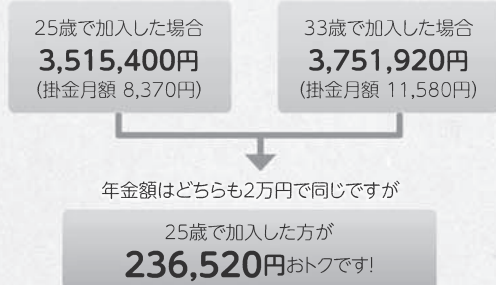 25歳で加入した場合
3,515,400円
(掛金月額 8,370円)
33歳で加入した場合
3,751,920円
(掛金月額 11,580円)
年金額はどちらも2万円で同じですが
25歳で加入した方が
236,520円おトクです!